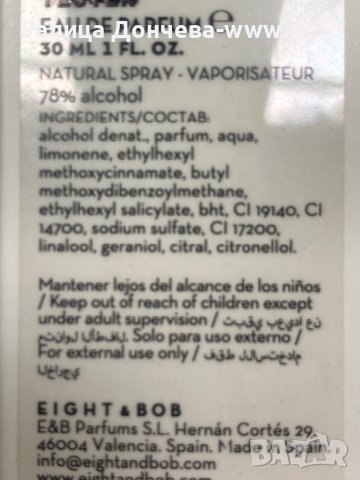 Галица Дончева
EAU DE PARFUM ℮
30 ML 1 FL. OZ.
NATURAL SPRAY - VAPORISATEUR
78% alcohol
INGREDIENTS/COCTAB:
alcohol denat., parfum, aqua,
limonene, ethylhexyl
methoxycinnamate, butyl
methoxydibenzoylmethane,
ethylhexyl salicylate, bht, CI 19140, CI
14700, sodium sulfate, CI 17200,
linalool, geraniol, citral, citronellol.
Mantener lejos del alcance de los niños
/ Keep out of reach of children except
under adult supervision /
Solo para uso externo /
For external use only /
EIGHT & BOB
E&B Parfums S.L. Hernán Cortés 29
46004 Valencia. Spain. Made in Spain.
info@eightandbob.com
www.eightandbob.com
BAZAR